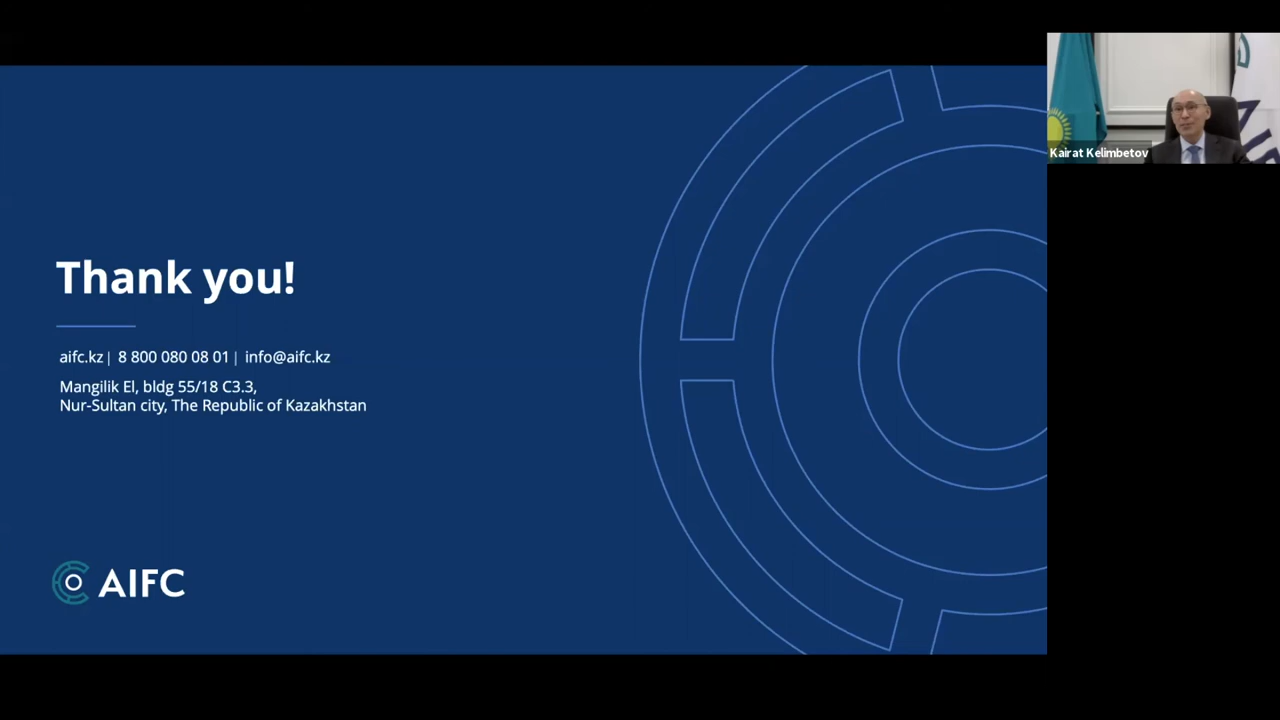 Thank you!
aifc.kz | 8 800 080 08 01 | info@aifc.kz
Mangilik El, bldg 55/18 C3.3,
Nur-Sultan city, The Republic of Kazakhstan
AIFC
Kairat Kelimbetov